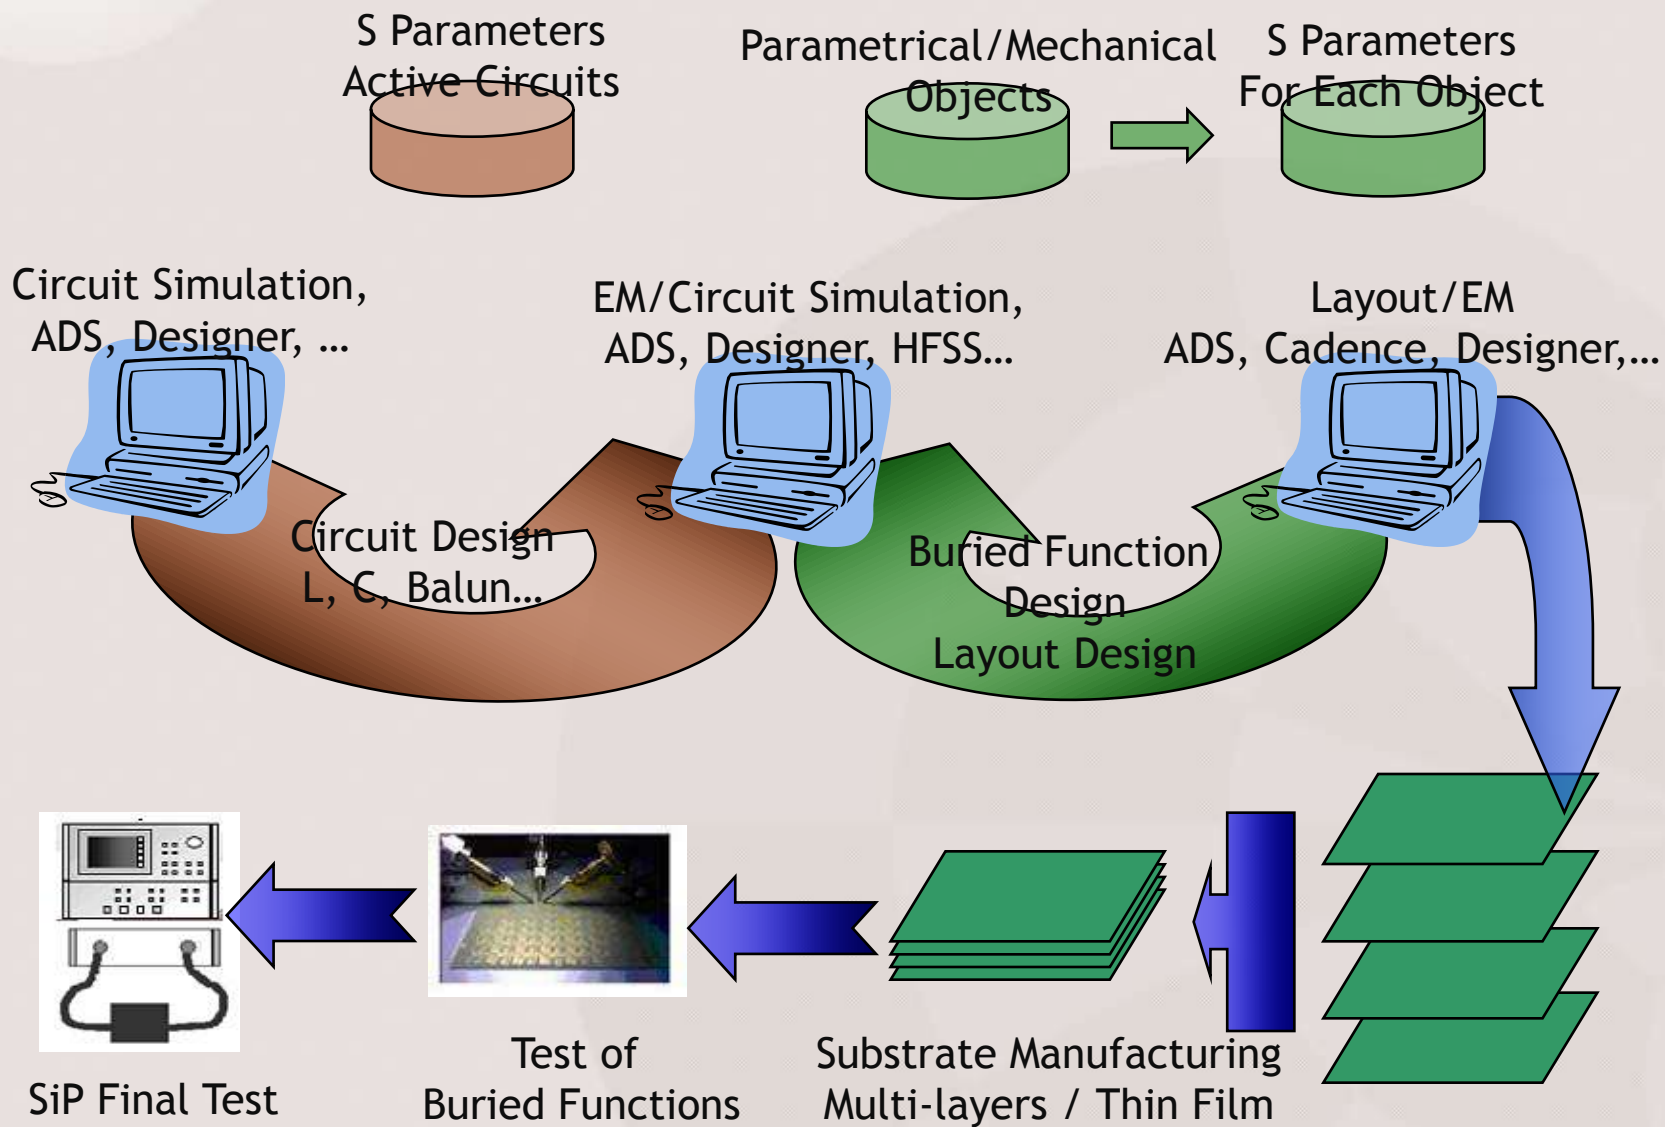 S Parameters
Active Circuits
Parametrical/Mechanical
Objects
S Parameters
For Each Object
Circuit Simulation,
ADS, Designer, …
EM/Circuit Simulation,
ADS, Designer, HFSS…
Layout/EM
ADS, Cadence, Designer,…
Circuit Design
L, C, Balun…
Buried Function
Design
Layout Design
SiP Final Test
Test of
Buried Functions
Substrate Manufacturing
Multi-layers / Thin Film